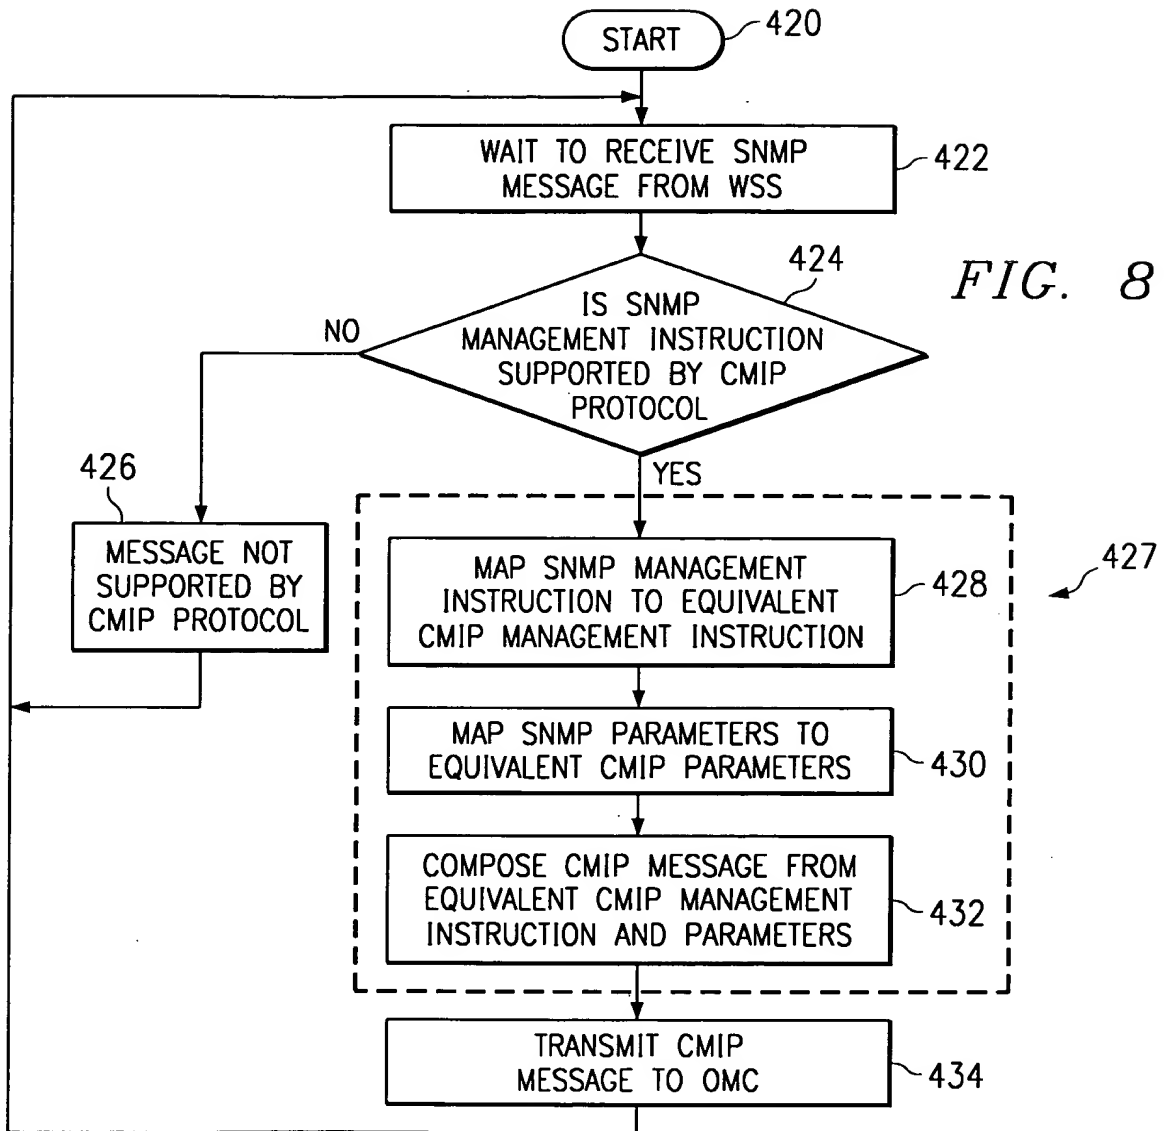 START
420
WAIT TO RECEIVE SNMP
MESSAGE FROM WSS
422
FIG. 8
424
IS SNMP
MANAGEMENT INSTRUCTION
SUPPORTED BY CMIP
PROTOCOL
NO
YES
426
MESSAGE NOT
SUPPORTED BY
CMIP PROTOCOL
427
MAP SNMP MANAGEMENT
INSTRUCTION TO EQUIVALENT
CMIP MANAGEMENT INSTRUCTION
428
MAP SNMP PARAMETERS TO
EQUIVALENT CMIP PARAMETERS
430
COMPOSE CMIP MESSAGE FROM
EQUIVALENT CMIP MANAGEMENT
INSTRUCTION AND PARAMETERS
432
TRANSMIT CMIP
MESSAGE TO OMC
434